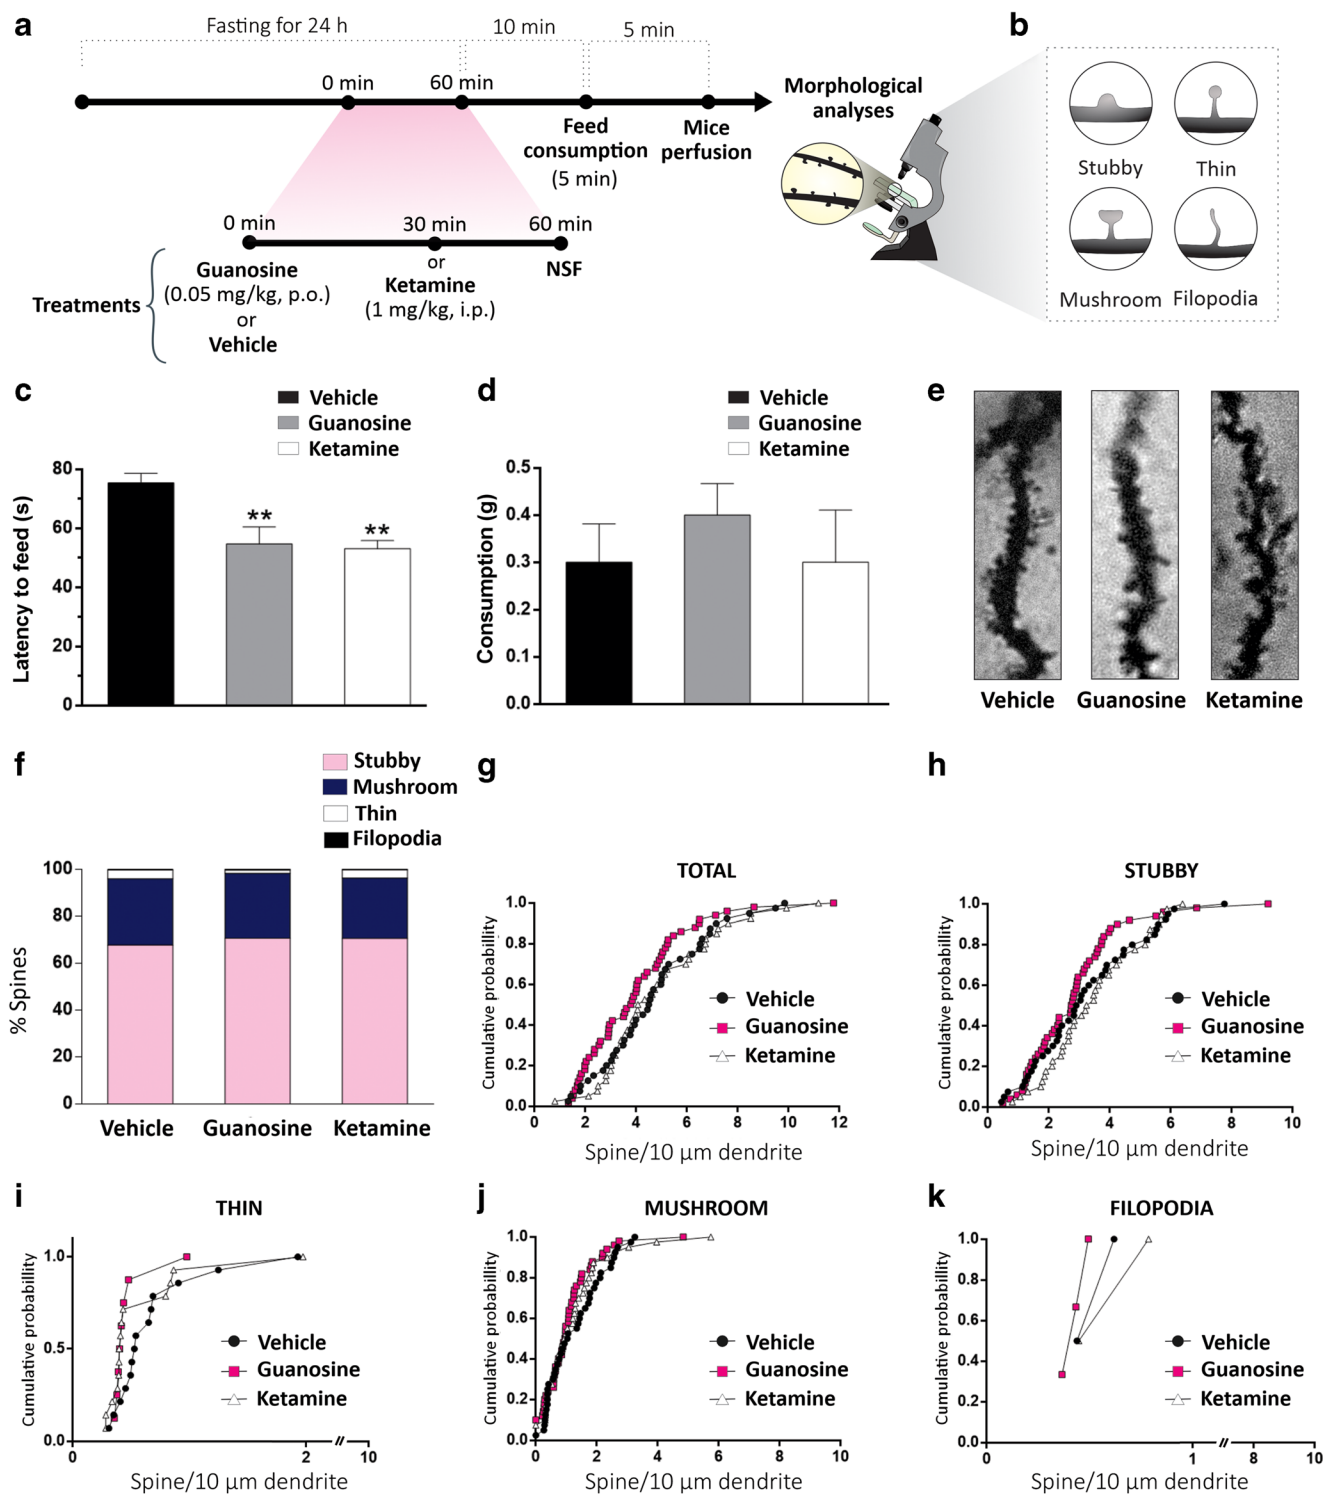 a
Fasting for 24 h
10 min
5 min
0 min
60 min
Feed
consumption
(5 min)
Mice
perfusion
0 min
30 min
60 min
Treatments
Guanosine
(0.05 mg/kg, p.o.)
or
Vehicle
or
Ketamine
(1 mg/kg, i.p.)
NSF
Morphological
analyses
b
Stubby
Thin
Mushroom
Filopodia
c
Vehicle
Guanosine
Ketamine
Latency to feed (s)
80
60
40
20
0
**
**
d
Vehicle
Guanosine
Ketamine
Consumption (g)
0.5
0.4
0.3
0.2
0.1
0.0
e
Vehicle
Guanosine
Ketamine
f
Stubby
Mushroom
Thin
Filopodia
% Spines
100
80
60
40
20
0
Vehicle
Guanosine
Ketamine
g
TOTAL
Cumulative probability
1.0
0.8
0.6
0.4
0.2
0.0
Vehicle
Guanosine
Ketamine
0 2 4 6 8 10 12
Spine/10 µm dendrite
h
STUBBY
Cumulative probability
1.0
0.8
0.6
0.4
0.2
0.0
Vehicle
Guanosine
Ketamine
0 2 4 6 8 10
Spine/10 µm dendrite
i
THIN
Cumulative probability
1.0
0.5
0.0
Vehicle
Guanosine
Ketamine
0 2 10
Spine/10 µm dendrite
j
MUSHROOM
Cumulative probability
1.0
0.8
0.6
0.4
0.2
0.0
Vehicle
Guanosine
Ketamine
0 2 4 6 8 10
Spine/10 µm dendrite
k
FILOPODIA
Cumulative probability
1.0
0.8
0.6
0.4
0.2
0.0
Vehicle
Guanosine
Ketamine
0 1 8 10
Spine/10 µm dendrite